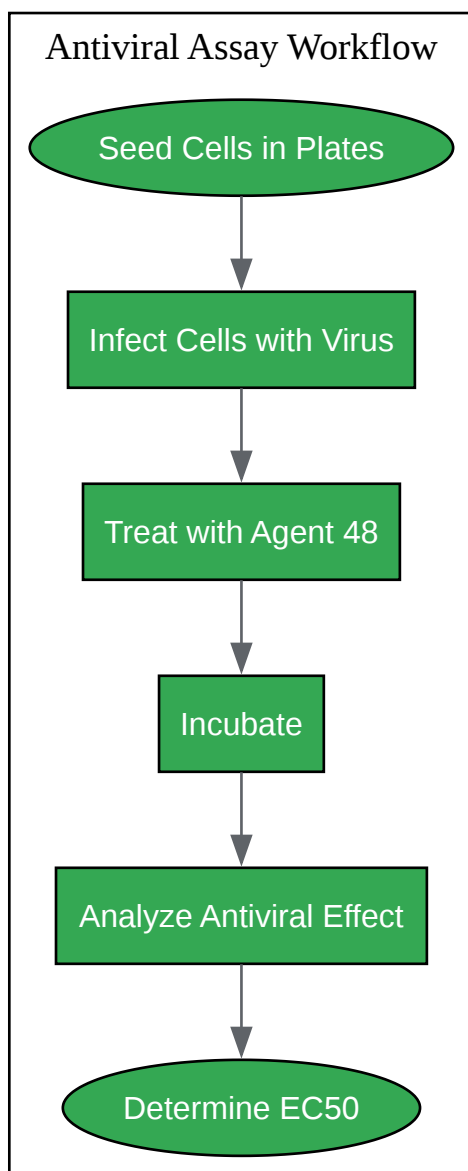 Antiviral Assay Workflow
Seed Cells in Plates
Infect Cells with Virus
Treat with Agent 48
Incubate
Analyze Antiviral Effect
Determine EC50